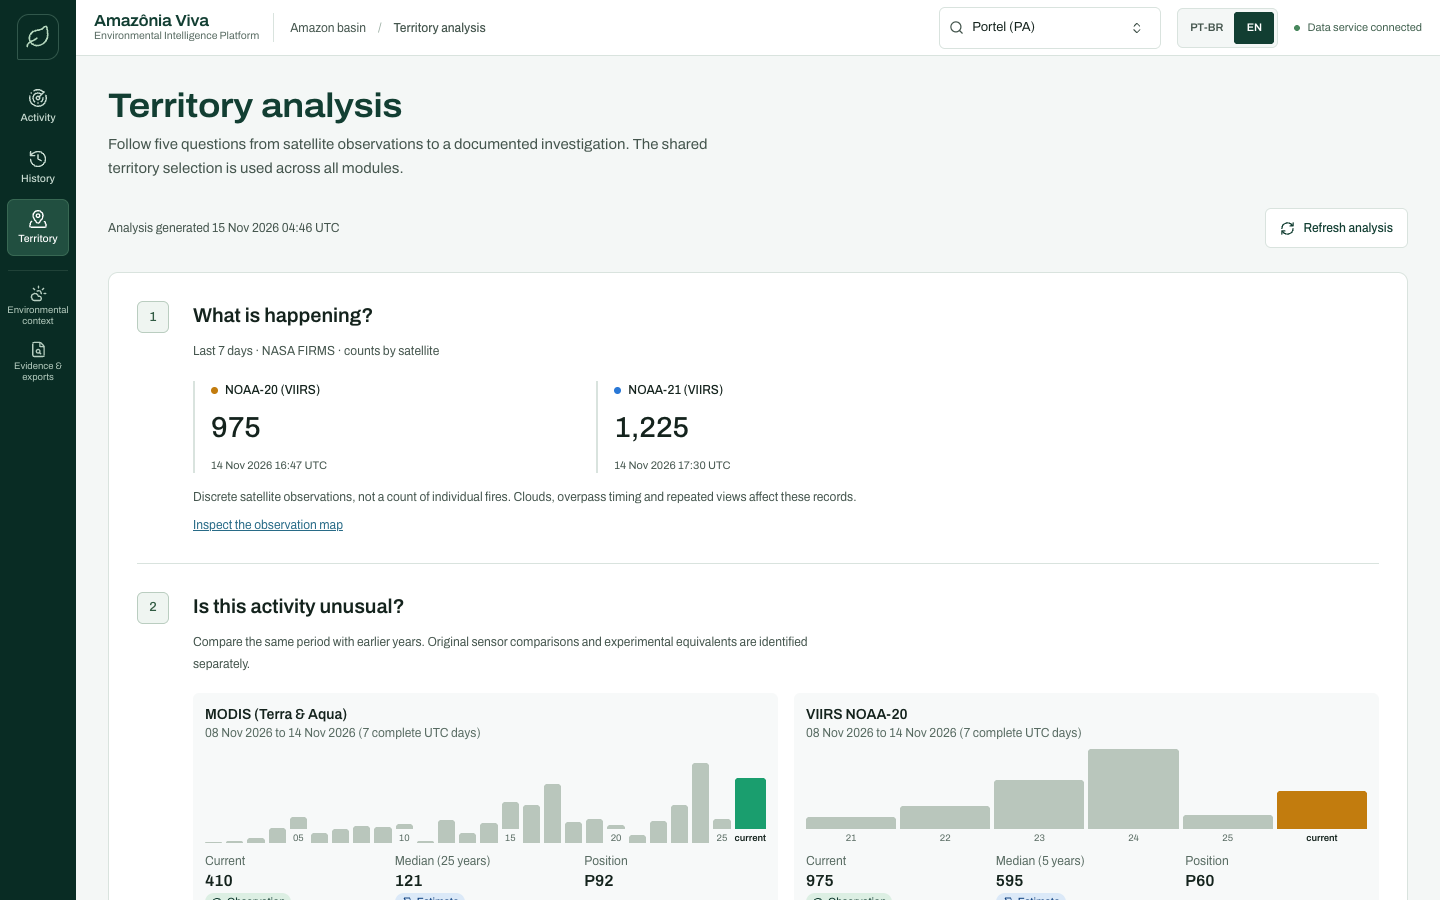 Amazônia Viva
Environmental Intelligence Platform
Amazon basin / Territory analysis
Portel (PA)
PT-BR
EN
Data service connected
Activity
History
Territory
Environmental
context
Evidence &
exports
Territory analysis
Follow five questions from satellite observations to a documented investigation. The shared
territory selection is used across all modules.
Analysis generated 15 Nov 2026 04:46 UTC
Refresh analysis
1
What is happening?
Last 7 days · NASA FIRMS · counts by satellite
NOAA-20 (VIIRS)
975
14 Nov 2026 16:47 UTC
NOAA-21 (VIIRS)
1,225
14 Nov 2026 17:30 UTC
Discrete satellite observations, not a count of individual fires. Clouds, overpass timing and repeated views affect these records.
Inspect the observation map
2
Is this activity unusual?
Compare the same period with earlier years. Original sensor comparisons and experimental equivalents are identified
separately.
MODIS (Terra & Aqua)
08 Nov 2026 to 14 Nov 2026 (7 complete UTC days)
05 10 15 20 25 current
Current
410
Observation
Median (25 years)
121
Estimate
Position
P92
VIIRS NOAA-20
08 Nov 2026 to 14 Nov 2026 (7 complete UTC days)
21 22 23 24 25 current
Current
975
Observation
Median (5 years)
595
Estimate
Position
P60